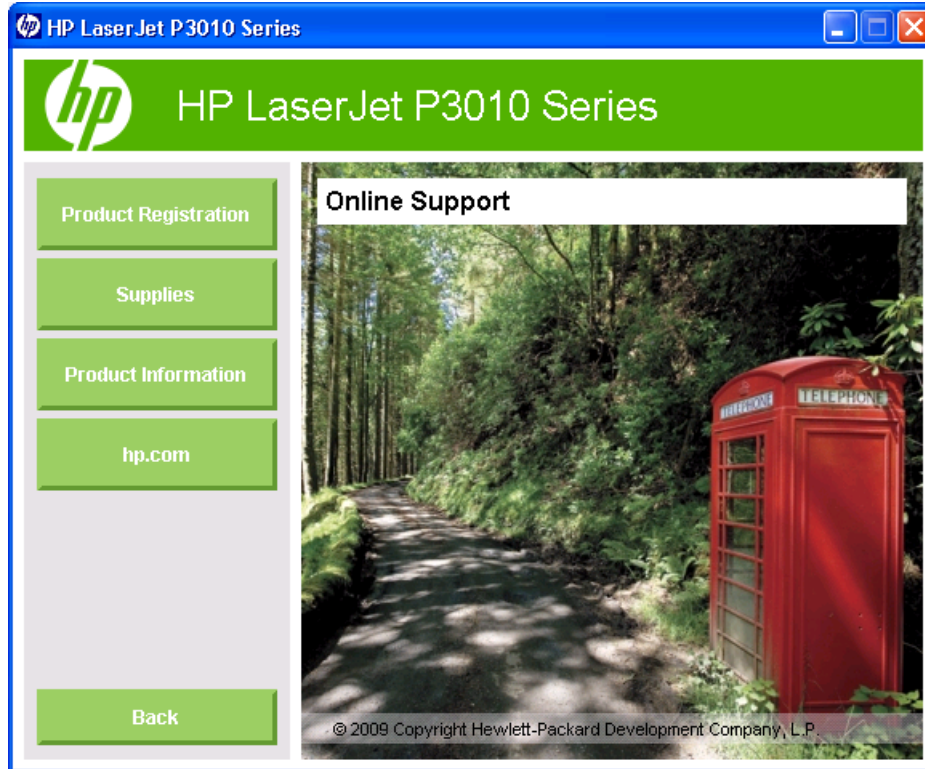 HP LaserJet P3010 Series
hp HP LaserJet P3010 Series
Product Registration
Supplies
Product Information
hp.com
Back
Online Support
TELEPHONE
TELEPHONE
© 2009 Copyright Hewlett-Packard Development Company, L.P.